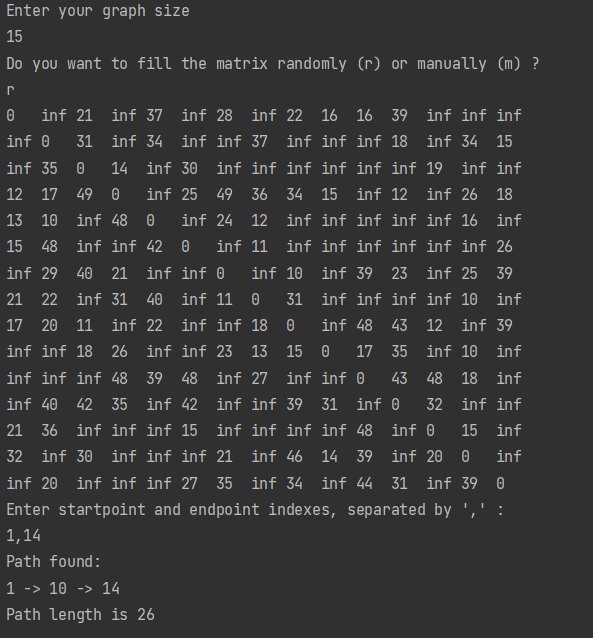 Enter your graph size
15
Do you want to fill the matrix randomly (r) or manually (m) ?
r
0 inf 21 inf 37 inf 28 inf 22 16 16 39 inf inf inf
inf 0 31 inf 34 inf inf 37 inf inf inf 18 inf 34 15
inf 35 0 14 inf 30 inf inf inf inf inf inf 19 inf inf
12 17 49 0 inf 25 49 36 34 15 inf 12 inf 26 18
13 10 inf 48 0 inf 24 12 inf inf inf inf inf 16 inf
15 48 inf inf 42 0 inf 11 inf inf inf inf inf inf 26
inf 29 40 21 inf inf 0 inf 10 inf 39 23 inf 25 39
21 22 inf 31 40 inf 11 0 31 inf inf inf inf 10 inf
17 20 11 inf 22 inf inf 18 0 inf 48 43 12 inf 39
inf inf 18 26 inf inf 23 13 15 0 17 35 inf 10 inf
inf inf inf 48 39 48 inf 27 inf inf 0 43 48 18 inf
inf 40 42 35 inf 42 inf inf 39 31 inf 0 32 inf inf
21 36 inf inf inf 15 inf inf inf inf 48 inf 0 15 inf
32 inf 30 inf inf inf 21 inf 46 14 39 inf 20 0 inf
inf 20 inf inf inf 27 35 inf 34 inf 44 31 inf 39 0
Enter startpoint and endpoint indexes, separated by ',' :
1,14
Path found:
1 -> 10 -> 14
Path length is 26